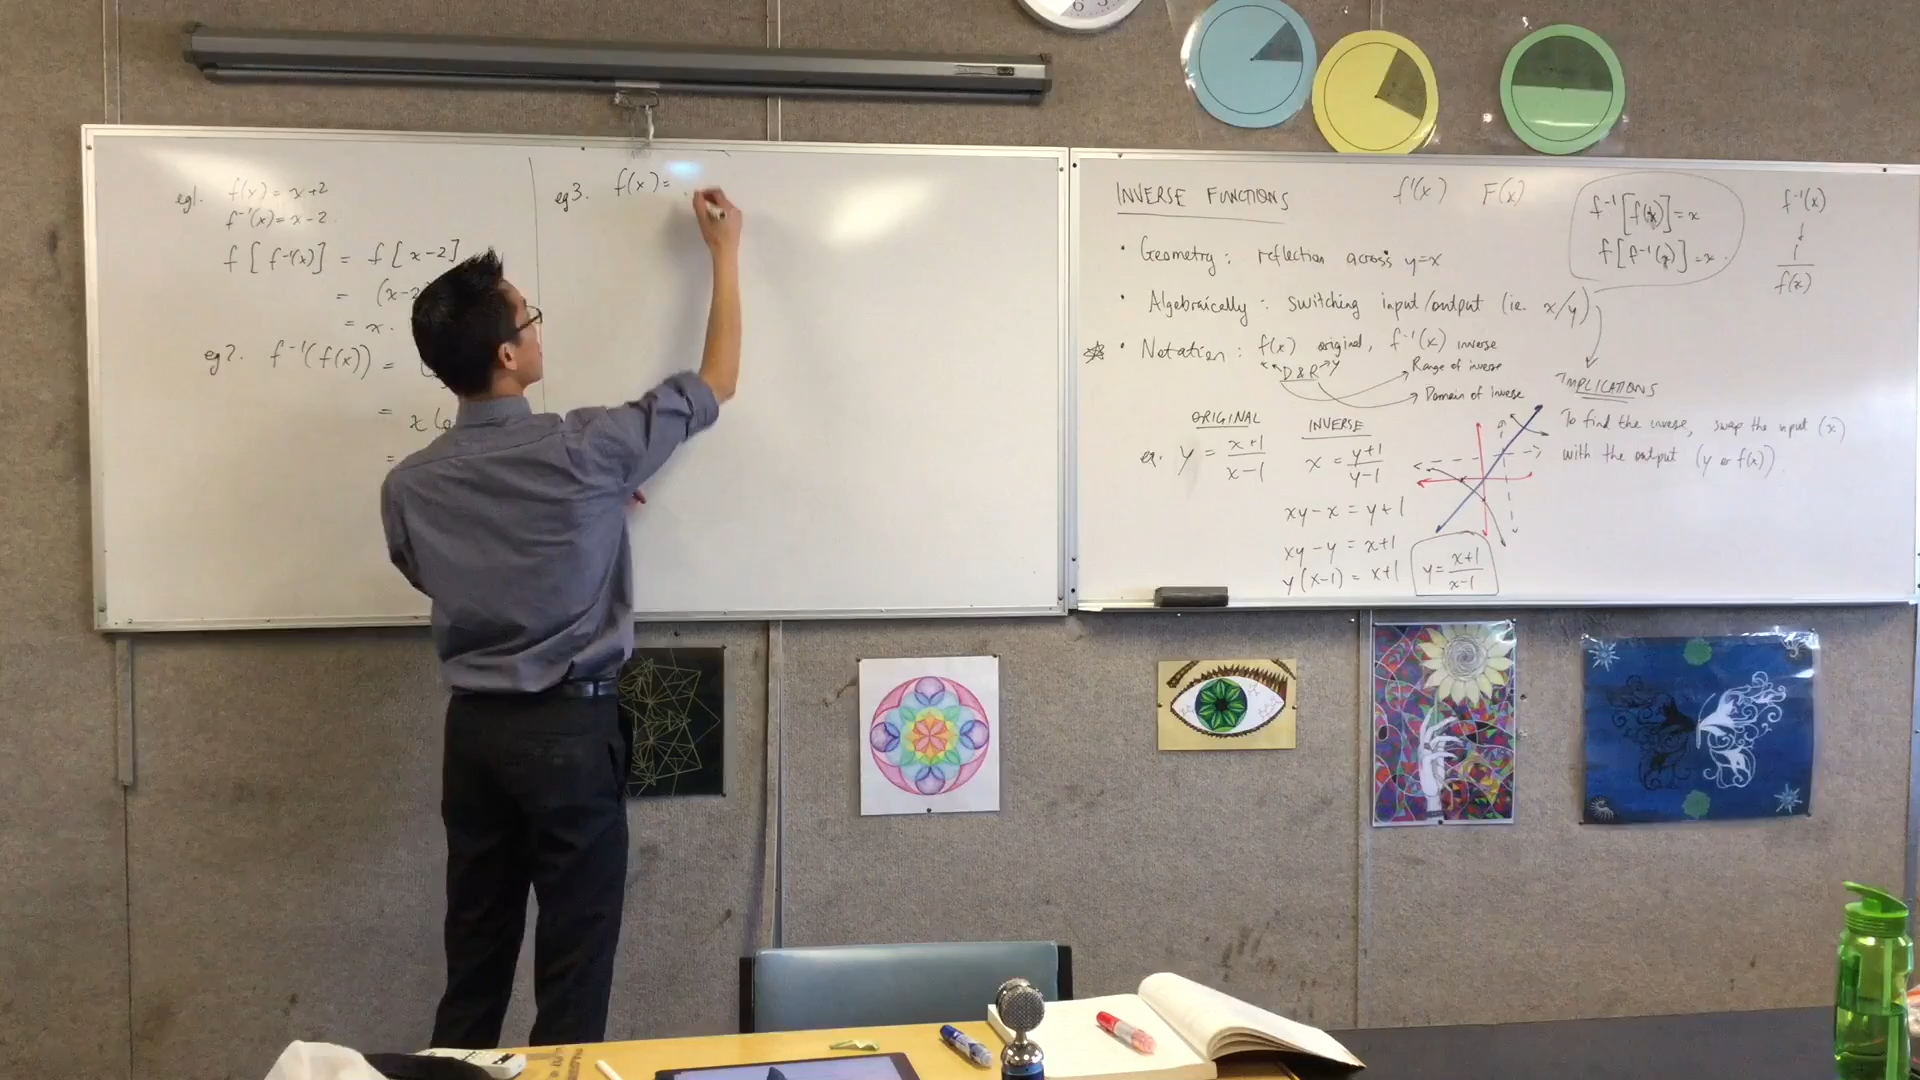 eg1. f(x) = x+2
f⁻¹(x) = x-2.
f[f⁻¹(x)] = f[x-2]
= (x-2
= x.
eg2. f⁻¹(f(x)) =
=
=
eg3. f(x) =
INVERSE FUNCTIONS
f'(x) F(x)
• Geometry: reflection across y=x
• Algebraically: switching input/output (ie. x/y)
• Notation: f(x) original, f⁻¹(x) inverse
x D&R y
Range of inverse
Domain of inverse
ORIGINAL
ex. y = x+1/x-1
INVERSE
x = y+1/y-1
xy-x = y+1
xy-y = x+1
y(x-1) = x+1
y = x+1/x-1
f⁻¹[f(x)] = x
f[f⁻¹(x)] = x.
f⁻¹(x)
↓
1/f(x)
IMPLICATIONS
To find the inverse, swap the input (x)
with the output (y or f(x)).